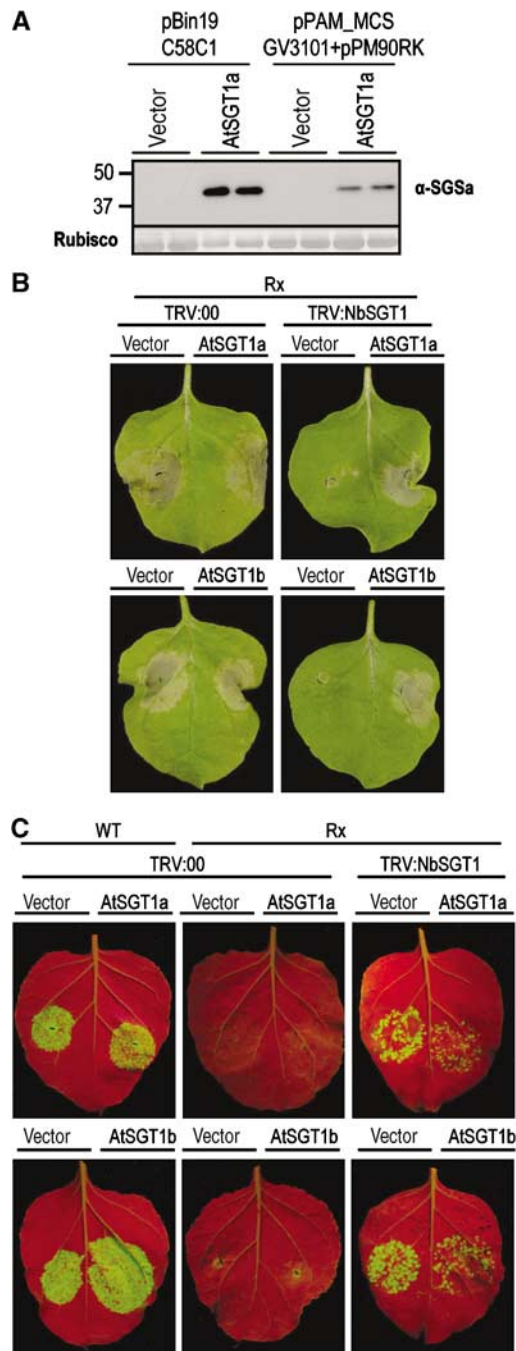 A
pBin19 pPAM_MCS
C58C1 GV3101+pPM90RK
Vector AtSGT1a Vector AtSGT1a
50
37
α-SGSa
Rubisco
B
Rx
TRV:00 TRV:NbSGT1
Vector AtSGT1a Vector AtSGT1a
Vector AtSGT1b Vector AtSGT1b
C
WT Rx
TRV:00 TRV:NbSGT1
Vector AtSGT1a Vector AtSGT1a Vector AtSGT1a
Vector AtSGT1b Vector AtSGT1b Vector AtSGT1b